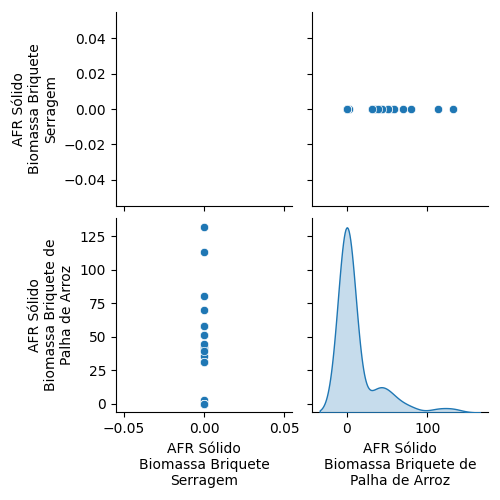 0.04
0.02
0.00
−0.02
−0.04
AFR Sólido
Biomassa Briquete
Serragem
125
100
75
50
25
0
AFR Sólido
Biomassa Briquete de
Palha de Arroz
−0.05 0.00 0.05
AFR Sólido
Biomassa Briquete
Serragem
0 100
AFR Sólido
Biomassa Briquete de
Palha de Arroz